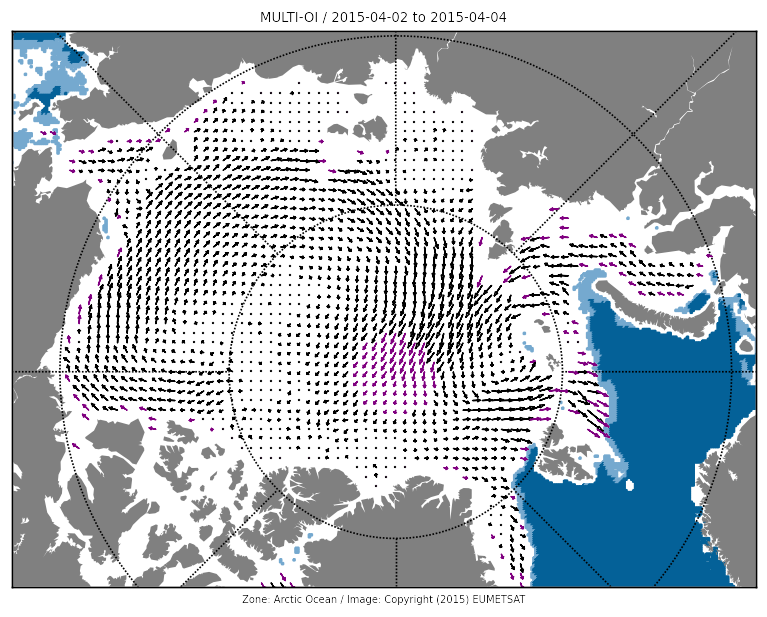 MULTI-OI / 2015-04-02 to 2015-04-04
Zone: Arctic Ocean / Image: Copyright (2015) EUMETSAT